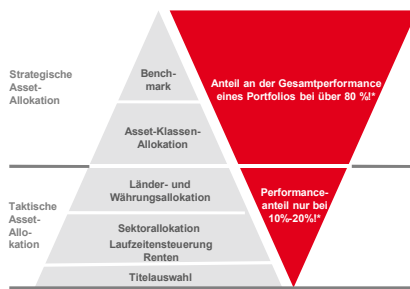 Strategische
Asset-
Allokation
Bench-
mark
Asset-Klassen-
Allokation
Anteil an der Gesamtperformance
eines Portfolios bei über 80 %!*
Taktische
Asset-
Allo-
kation
Länder- und
Währungsallokation
Sektorallokation
Laufzeitensteuerung
Renten
Titelauswahl
Performance-
anteil nur bei
10%-20%!*